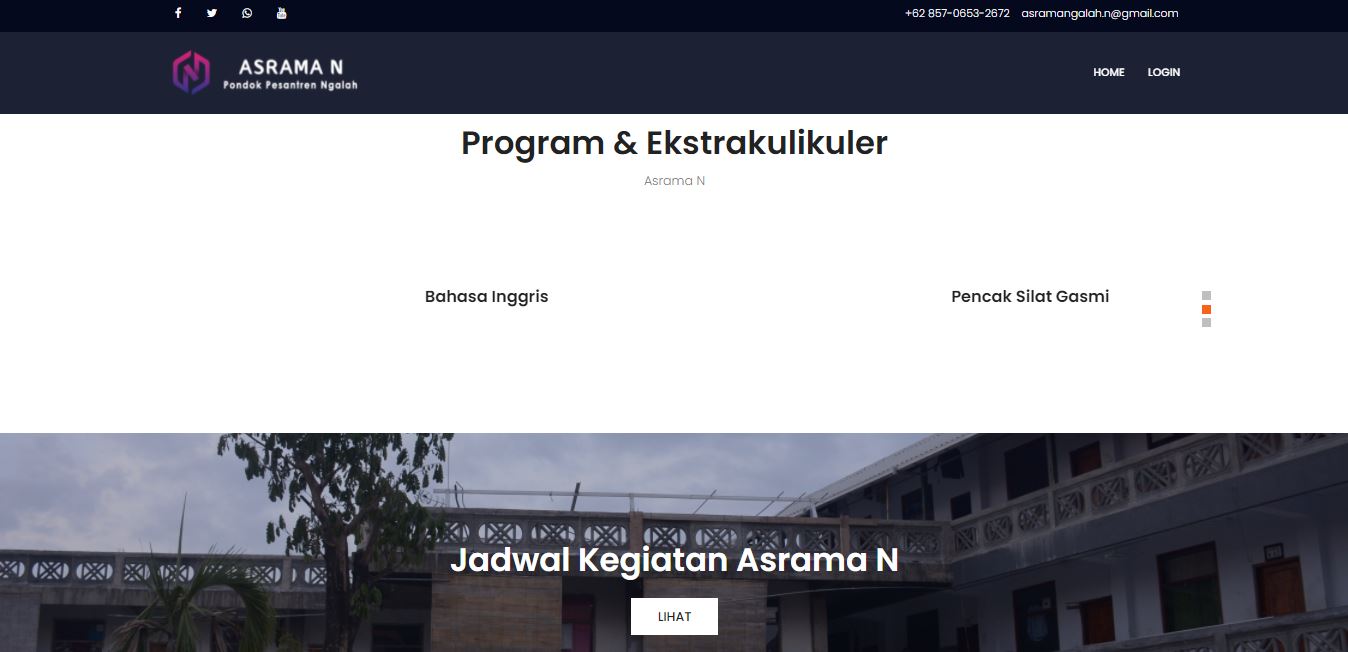 +62 857-0653-2672 asramangalah.n@gmail.com
ASRAMA N
Pondok Pesantren Ngalah
HOME LOGIN
Program & Ekstrakulikuler
Asrama N
Bahasa Inggris Pencak Silat Gasmi
Jadwal Kegiatan Asrama N
LIHAT